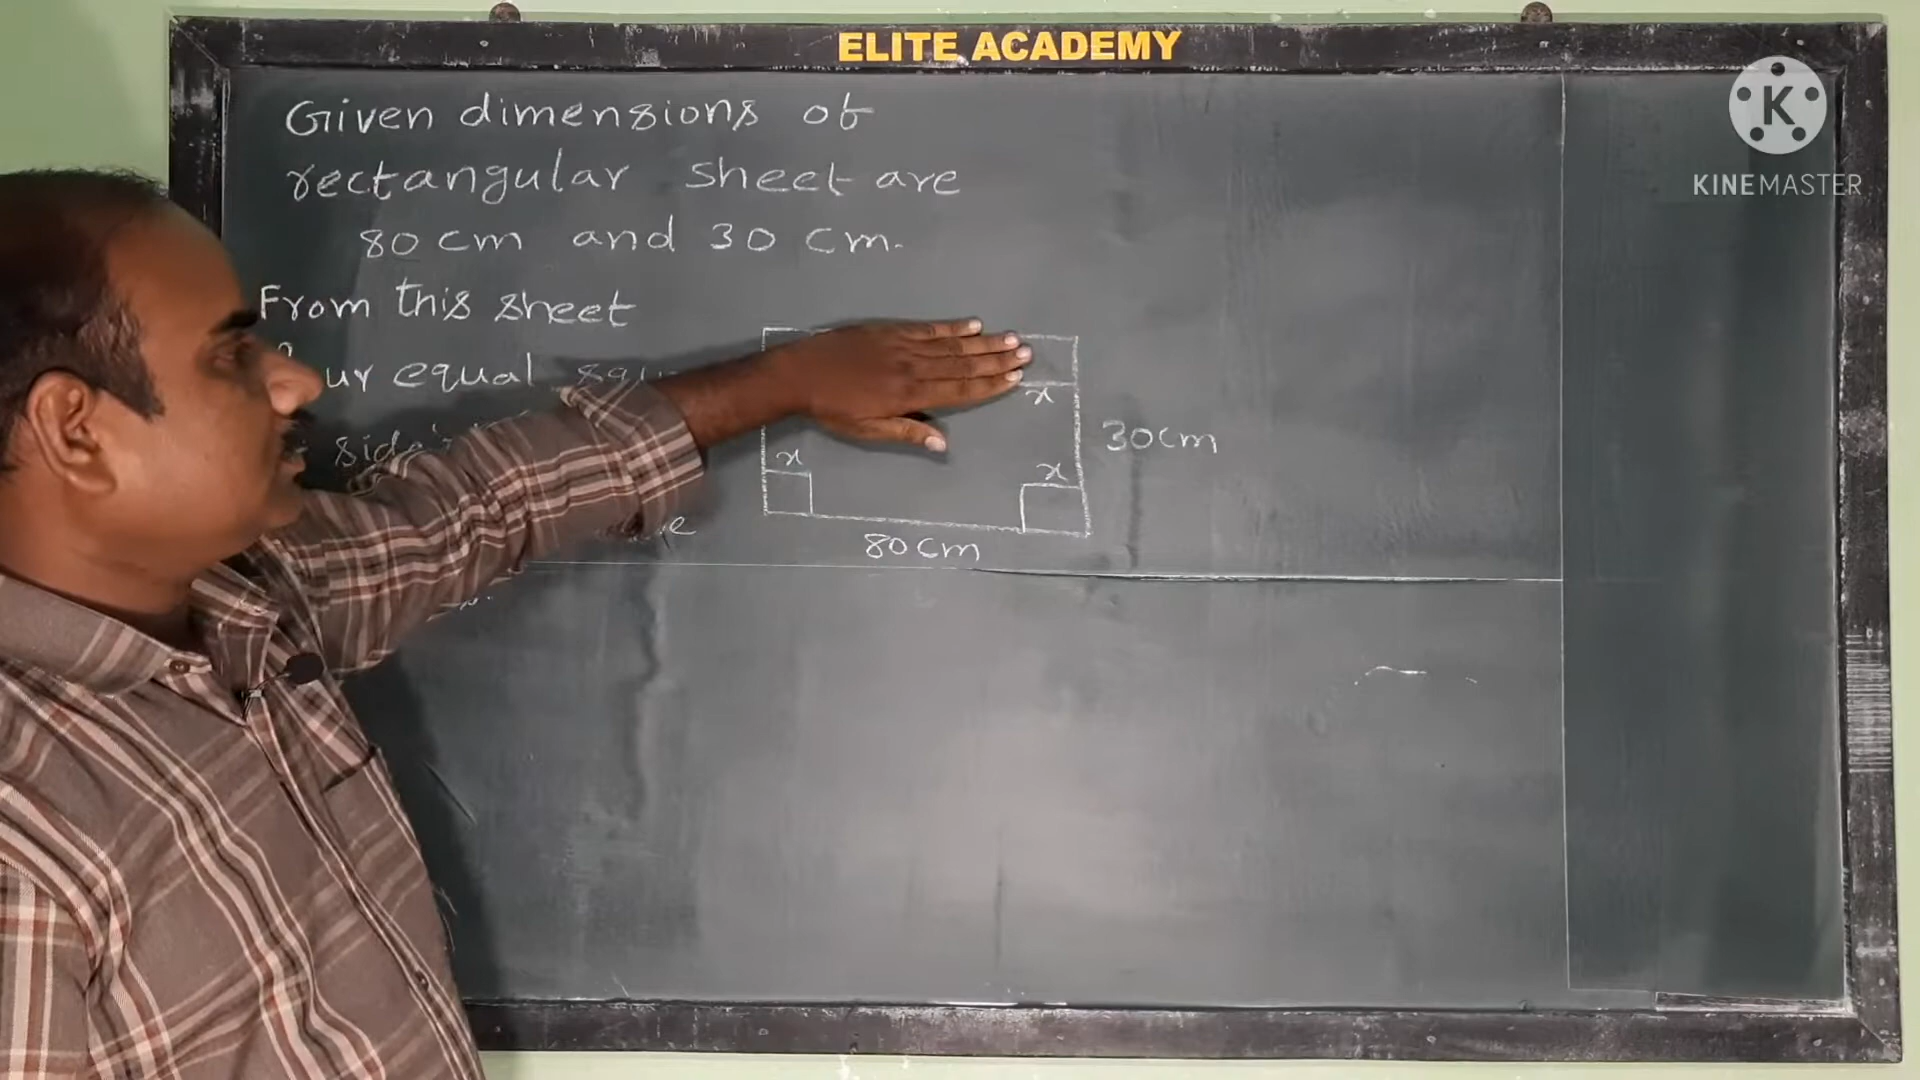 ELITE ACADEMY
KINEMASTER
Given dimensions of
rectangular sheet are
80 cm and 30 cm.
From this sheet
equal
side's
x
x
x
30cm
80cm